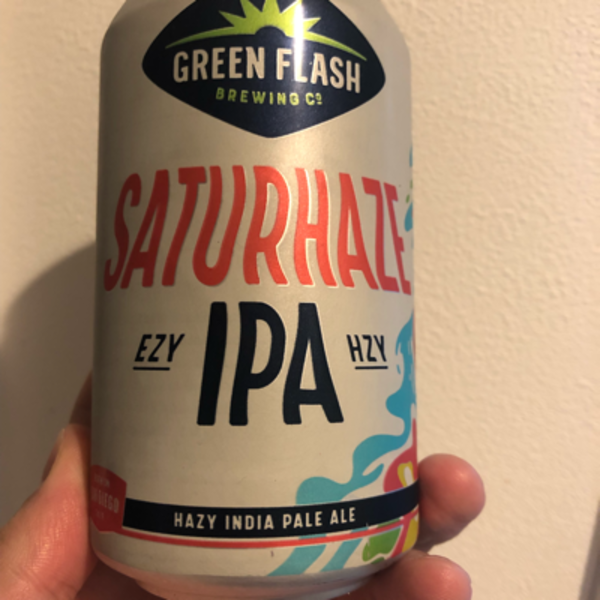 GREEN FLASH
BREWING Cº
SATURHAZE
EZY IPA HZY
HAZY INDIA PALE ALE